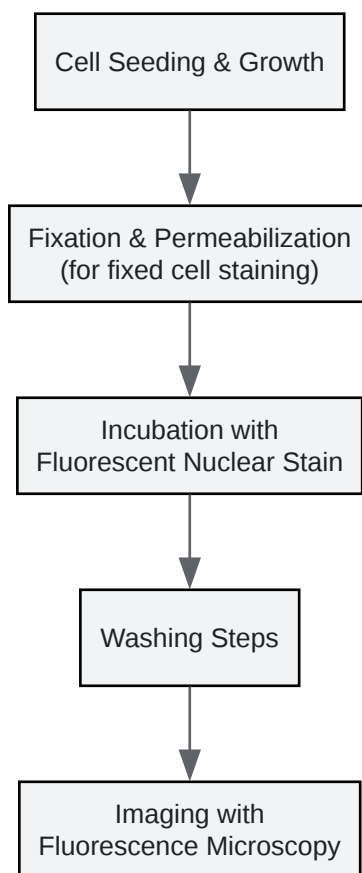 Cell Seeding & Growth
Fixation & Permeabilization
(for fixed cell staining)
Incubation with
Fluorescent Nuclear Stain
Washing Steps
Imaging with
Fluorescence Microscopy